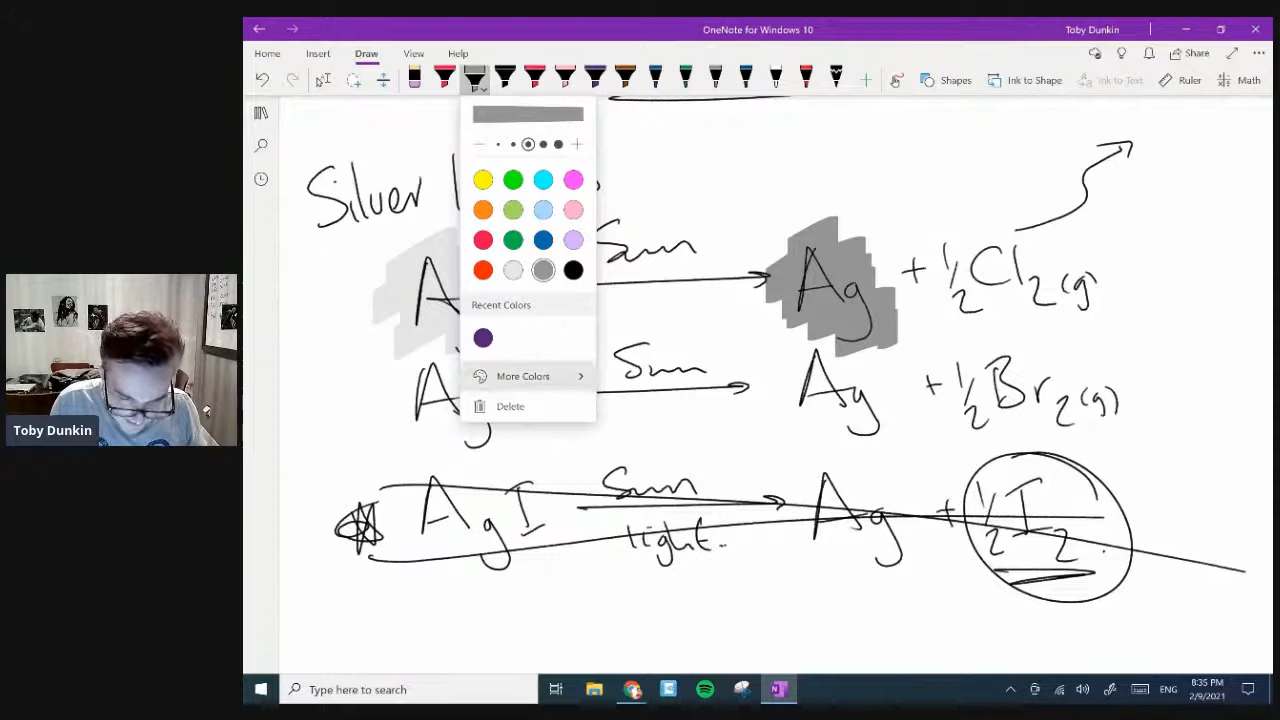 OneNote for Windows 10
Toby Dunkin
Home Insert Draw View Help
Share
Shapes Ink to Shape Ink to Text Ruler Math
Silver
Sun
A
Ag + ½Cl2(g)
Sun
Ag
Ag + ½Br2(g)
AgI Sun Ag + ½I2
light.
Recent Colors
More Colors
Delete
Toby Dunkin
Type here to search
ENG
8:35 PM
2/9/2021